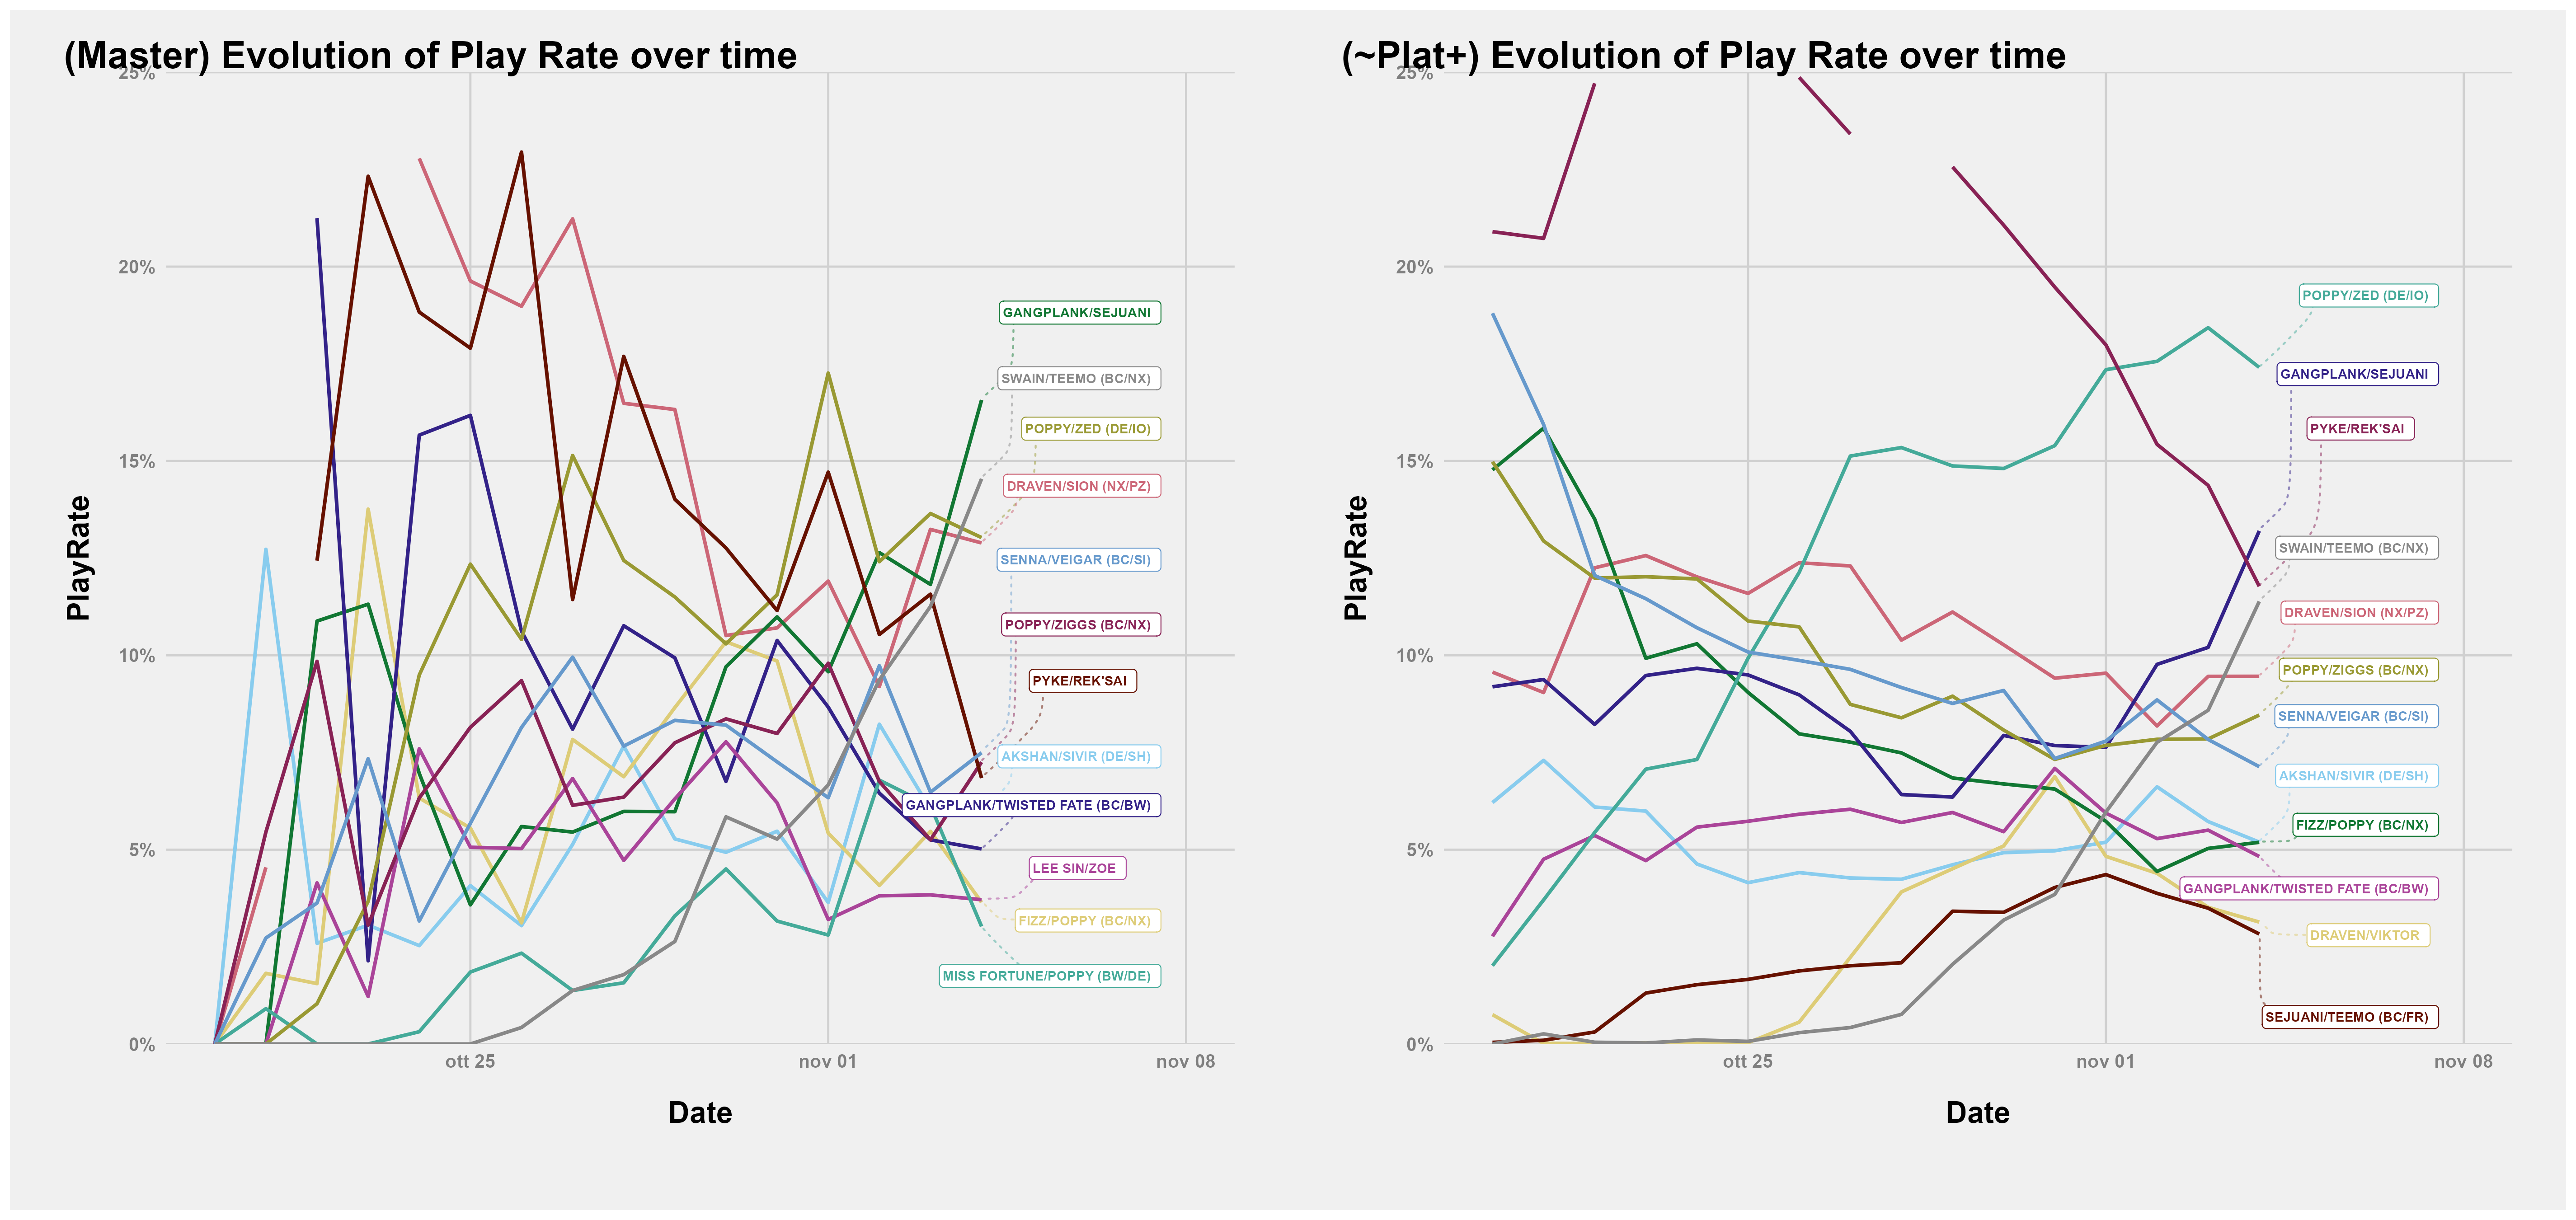 (Master) Evolution of Play Rate over time
25%
20%
15%
10%
5%
0%
PlayRate
ott 25
nov 01
nov 08
Date
GANGPLANK/SEJUANI
SWAIN/TEEMO (BC/NX)
POPPY/ZED (DE/IO)
DRAVEN/SION (NX/PZ)
SENNA/VEIGAR (BC/SI)
POPPY/ZIGGS (BC/NX)
PYKE/REK'SAI
AKSHAN/SIVIR (DE/SH)
GANGPLANK/TWISTED FATE (BC/BW)
LEE SIN/ZOE
FIZZ/POPPY (BC/NX)
MISS FORTUNE/POPPY (BW/DE)
(~Plat+) Evolution of Play Rate over time
25%
20%
15%
10%
5%
0%
PlayRate
ott 25
nov 01
nov 08
Date
POPPY/ZED (DE/IO)
GANGPLANK/SEJUANI
PYKE/REK'SAI
SWAIN/TEEMO (BC/NX)
DRAVEN/SION (NX/PZ)
POPPY/ZIGGS (BC/NX)
SENNA/VEIGAR (BC/SI)
AKSHAN/SIVIR (DE/SH)
FIZZ/POPPY (BC/NX)
GANGPLANK/TWISTED FATE (BC/BW)
DRAVEN/VIKTOR
SEJUANI/TEEMO (BC/FR)